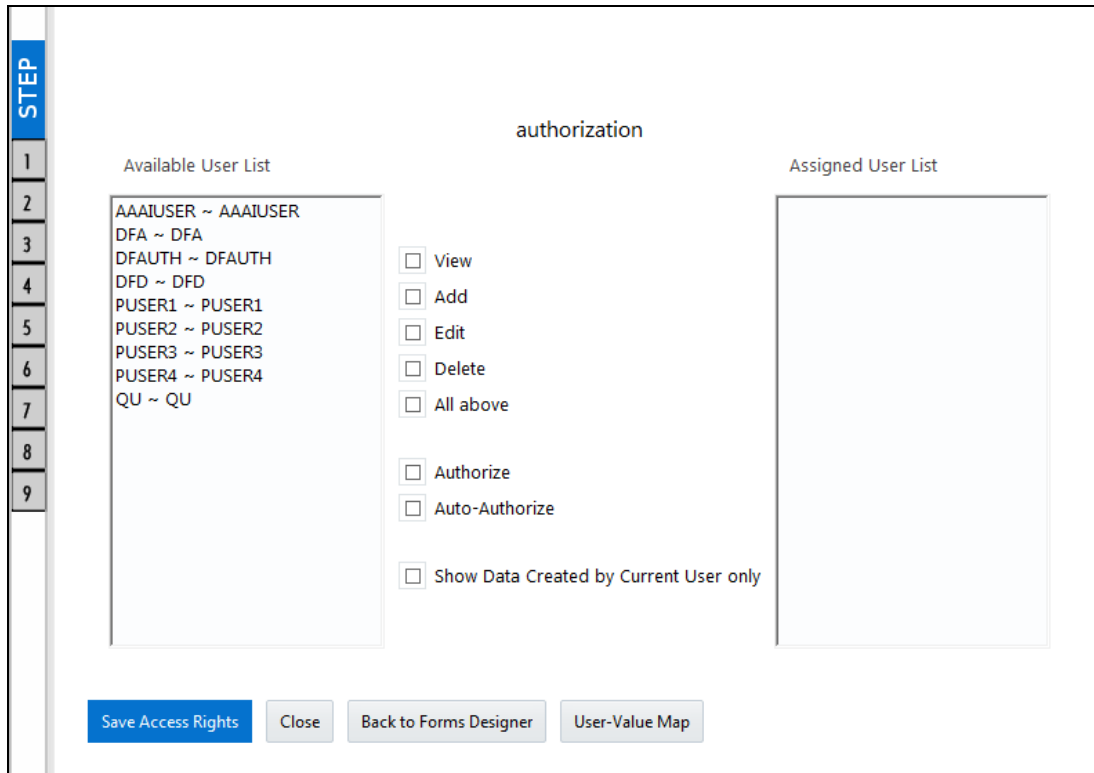 STEP
1
2
3
4
5
6
7
8
9
authorization
Available User List
AAAIUSER ~ AAAIUSER
DFA ~ DFA
DFAUTH ~ DFAUTH
DFD ~ DFD
PUSER1 ~ PUSER1
PUSER2 ~ PUSER2
PUSER3 ~ PUSER3
PUSER4 ~ PUSER4
QU ~ QU
View
Add
Edit
Delete
All above
Authorize
Auto-Authorize
Show Data Created by Current User only
Assigned User List
Save Access Rights
Close
Back to Forms Designer
User-Value Map